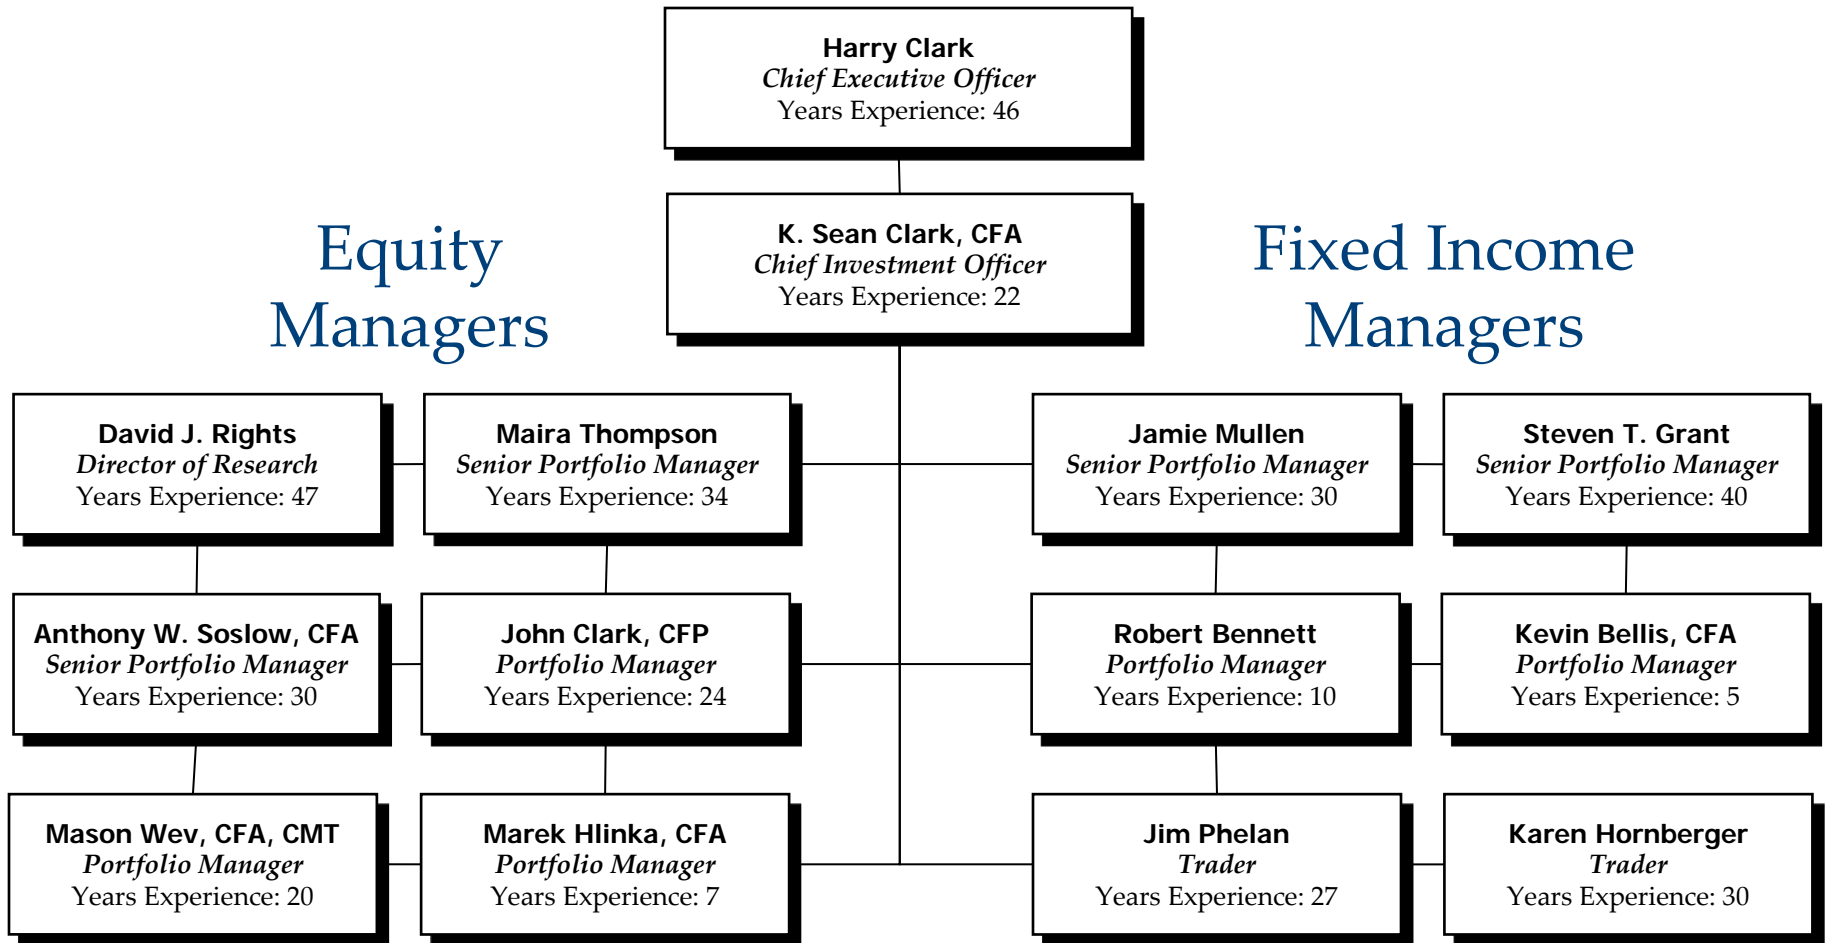 Harry Clark
Chief Executive Officer
Years Experience: 46
K. Sean Clark, CFA
Chief Investment Officer
Years Experience: 22
Equity
Managers
Fixed Income
Managers
David J. Rights
Director of Research
Years Experience: 47
Maira Thompson
Senior Portfolio Manager
Years Experience: 34
Jamie Mullen
Senior Portfolio Manager
Years Experience: 30
Steven T. Grant
Senior Portfolio Manager
Years Experience: 40
Anthony W. Soslow, CFA
Senior Portfolio Manager
Years Experience: 30
John Clark, CFP
Portfolio Manager
Years Experience: 24
Robert Bennett
Portfolio Manager
Years Experience: 10
Kevin Bellis, CFA
Portfolio Manager
Years Experience: 5
Mason Wev, CFA, CMT
Portfolio Manager
Years Experience: 20
Marek Hlinka, CFA
Portfolio Manager
Years Experience: 7
Jim Phelan
Trader
Years Experience: 27
Karen Hornberger
Trader
Years Experience: 30